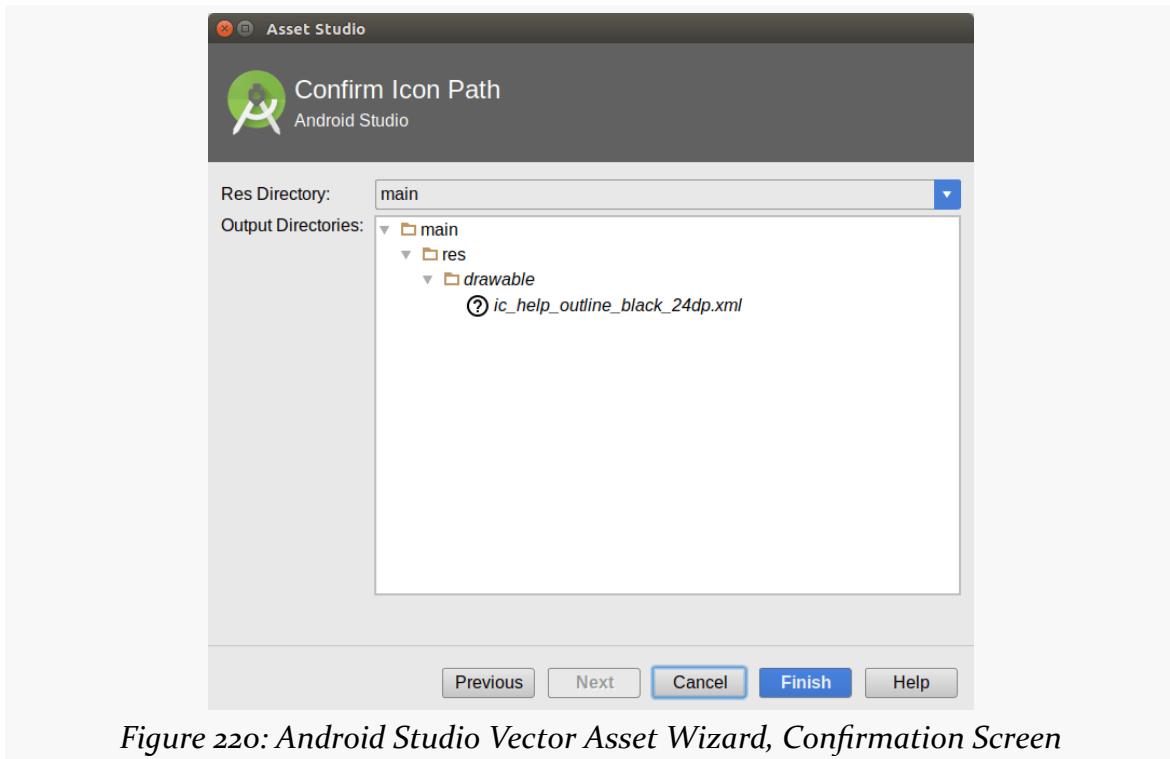 Asset Studio
Confirm Icon Path
Android Studio
Res Directory: main
Output Directories: main
res
drawable
ic_help_outline_black_24dp.xml
Previous Next Cancel Finish Help
Figure 220: Android Studio Vector Asset Wizard, Confirmation Screen